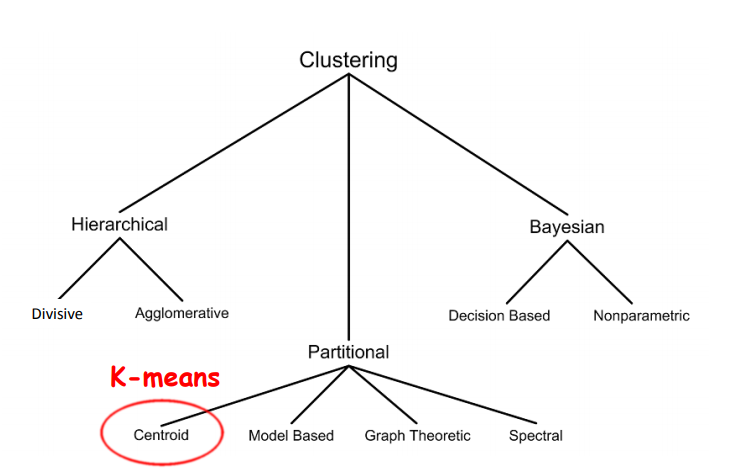 Clustering
Hierarchical
Bayesian
Divisive
Agglomerative
Decision Based
Nonparametric
Partitional
K-means
Centroid
Model Based
Graph Theoretic
Spectral